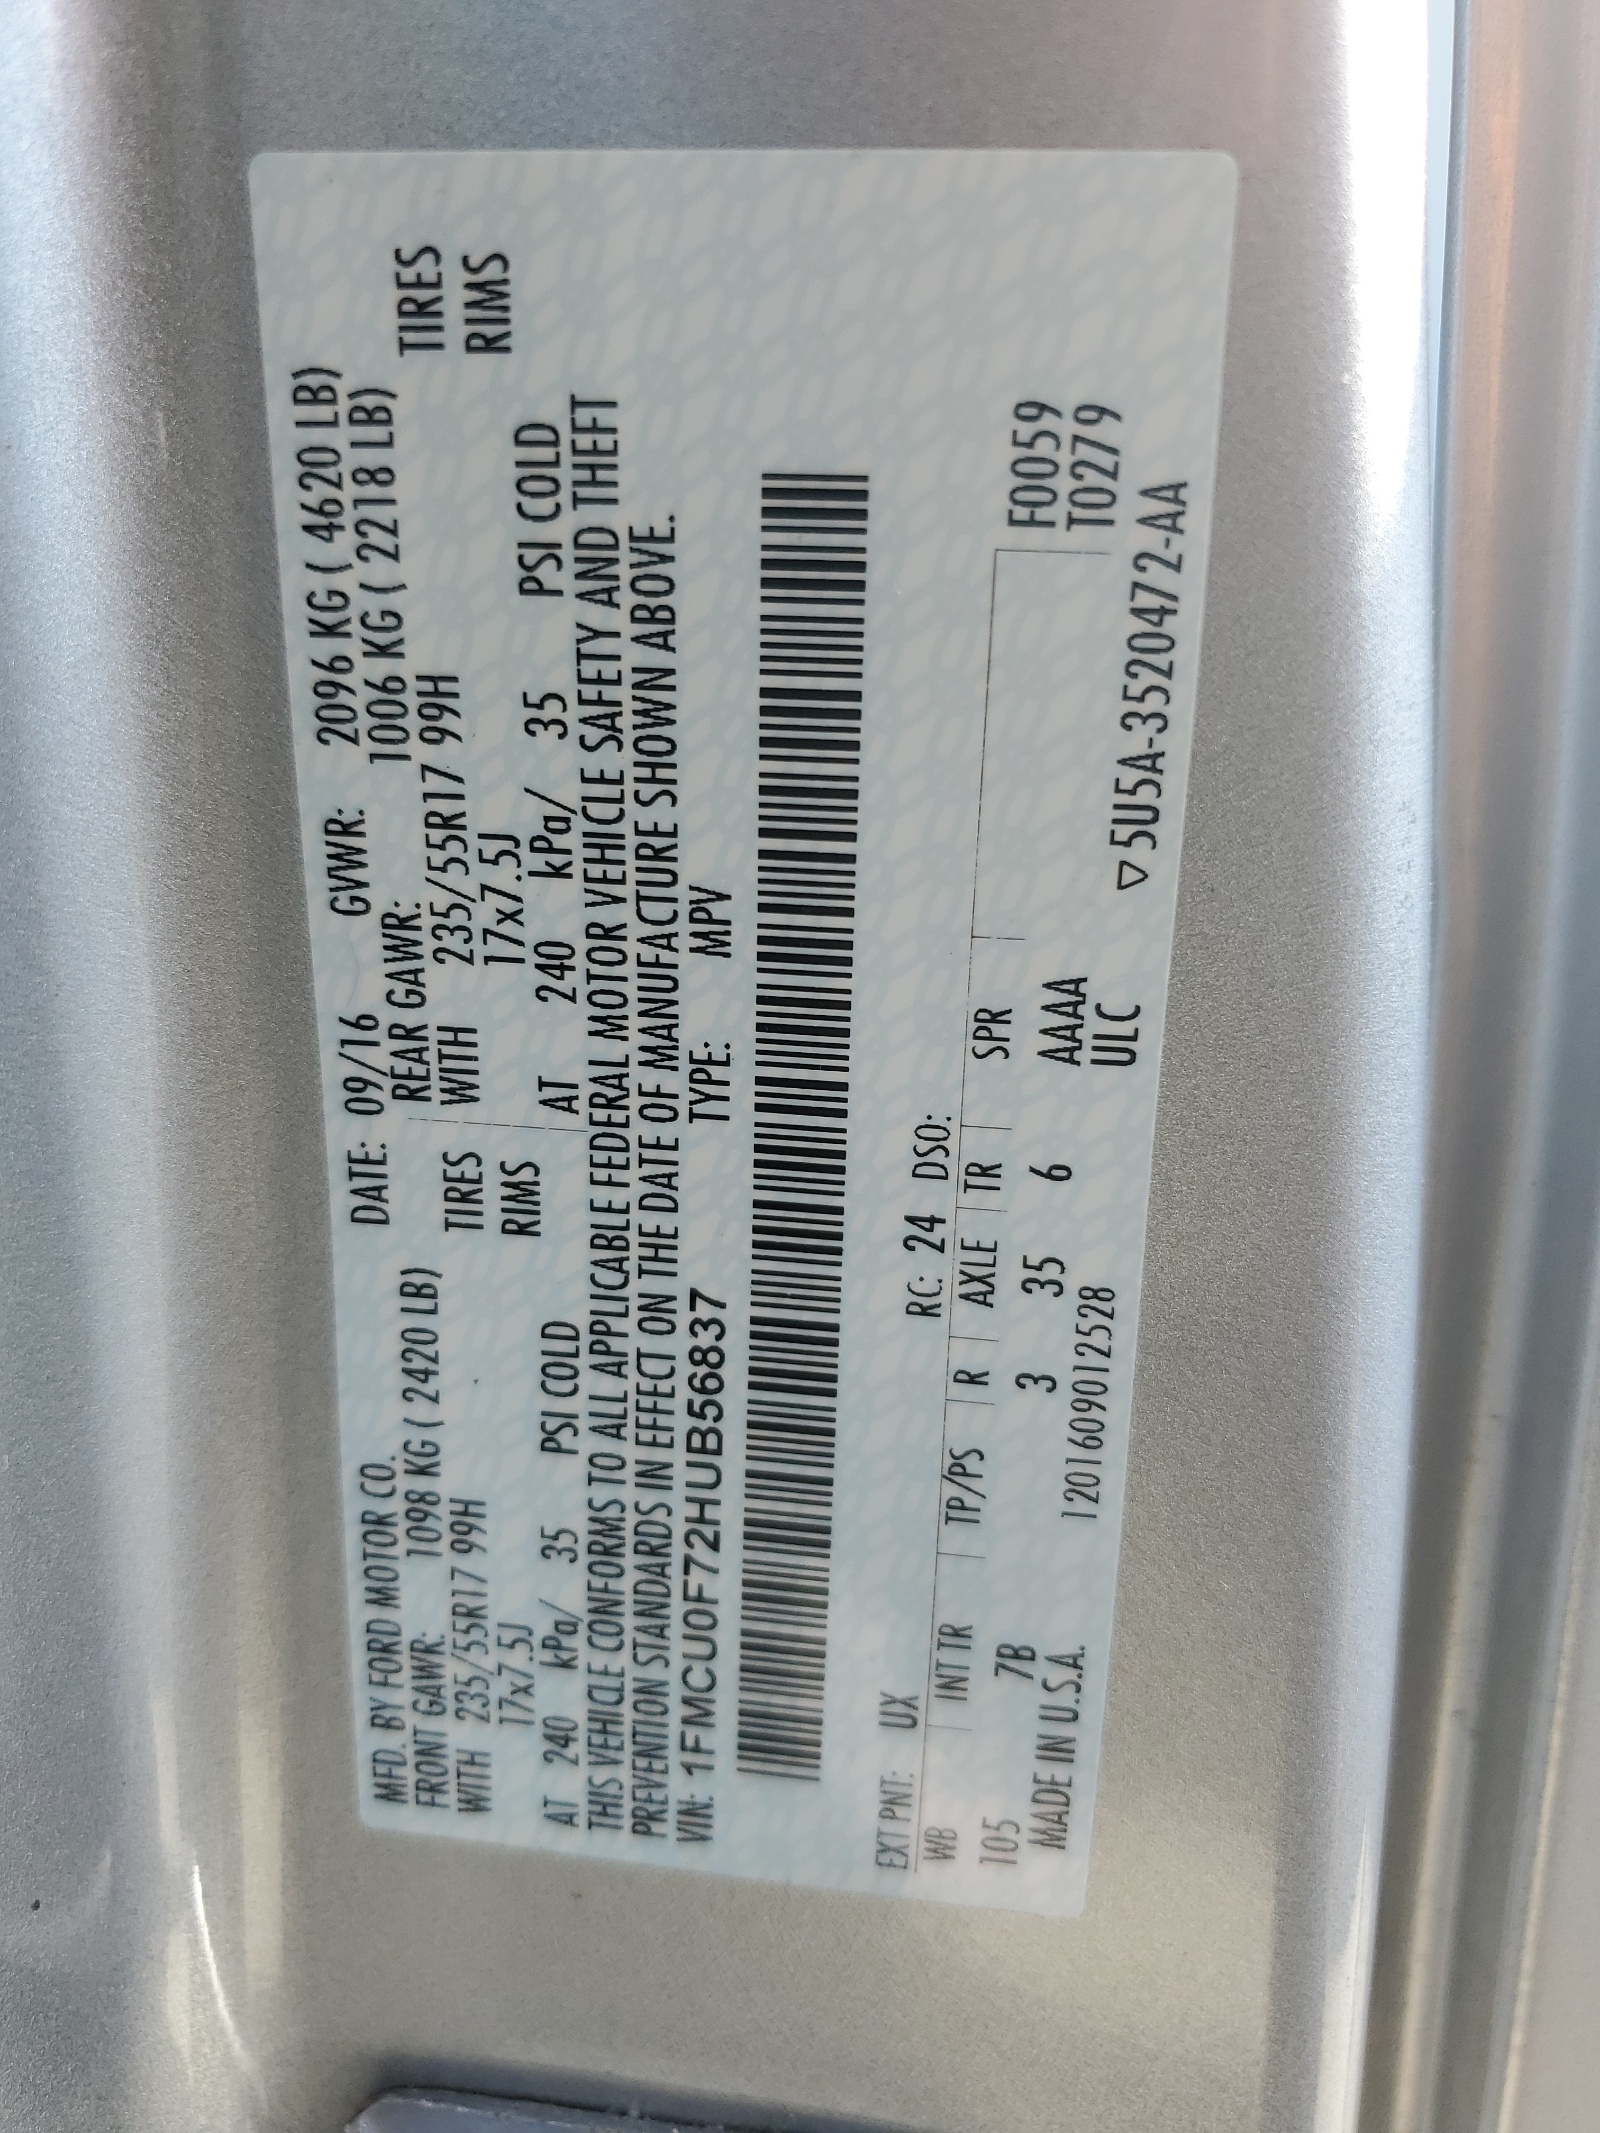 MFD. BY FORD MOTOR CO. DATE: 09/16 GVWR: 2096 KG ( 4620 LB)
FRONT GAWR: 1098 KG ( 2420 LB) REAR GAWR: 1006 KG ( 2218 LB)
WITH 235/55R17 99H TIRES WITH 235/55R17 99H TIRES
17x7.5J RIMS 17x7.5J RIMS
AT 240 kPa/ 35 PSI COLD AT 240 kPa/ 35 PSI COLD
THIS VEHICLE CONFORMS TO ALL APPLICABLE FEDERAL MOTOR VEHICLE SAFETY AND THEFT
PREVENTION STANDARDS IN EFFECT ON THE DATE OF MANUFACTURE SHOWN ABOVE.
VIN: 1FMCU0F72HUB56837 TYPE: MPV
EXT PNT: UX RC: 24 DSO:
WB INT TR TP/PS R AXLE TR SPR F0059
105 7B 3 35 6 AAAA T0279
MADE IN U.S.A. 1201609012528 ULC ▽5U5A-3520472-AA